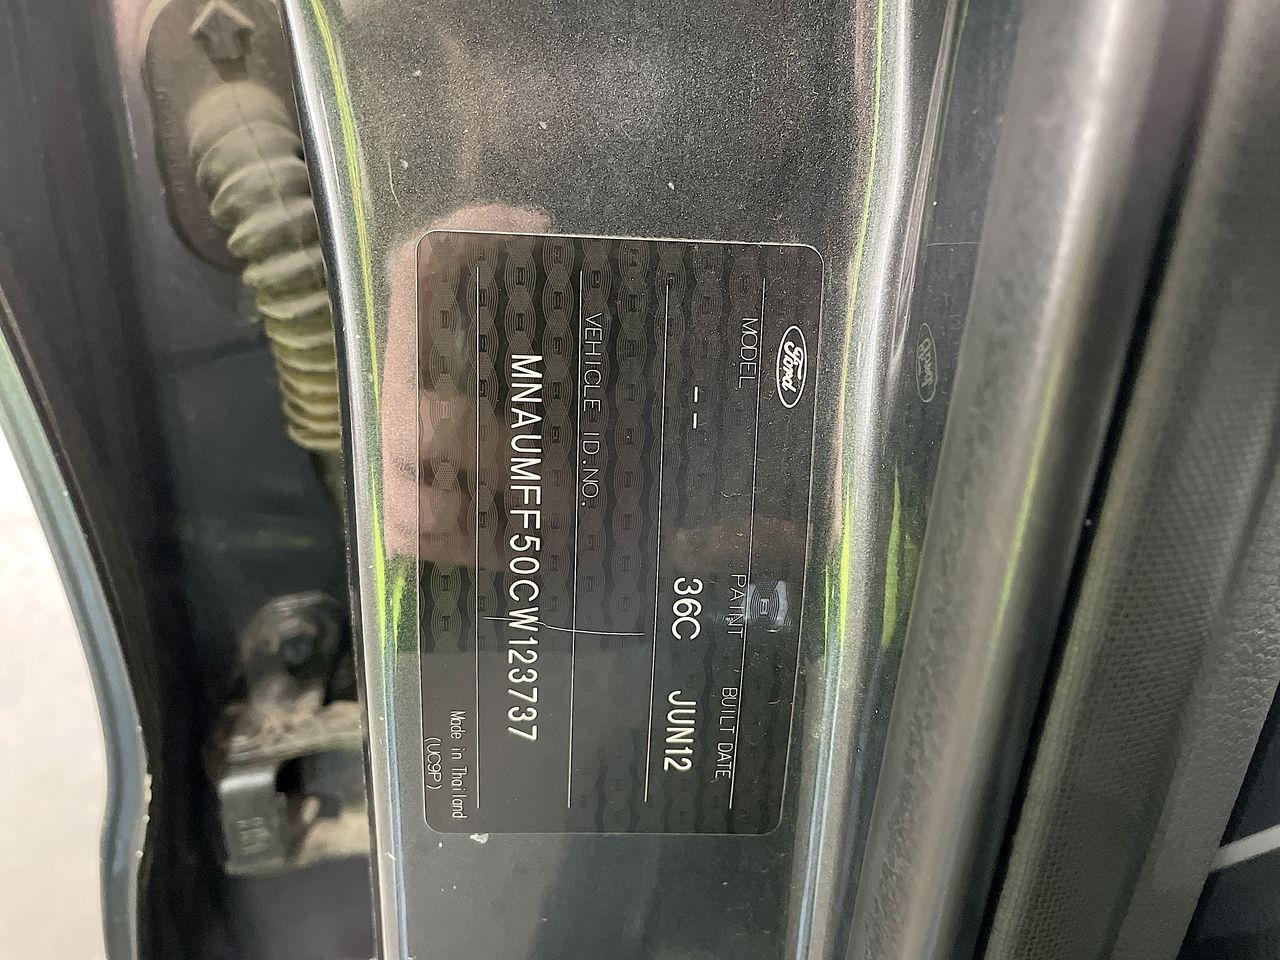 Ford
MODEL PAINT BUILT DATE
-- 36C JUN12
VEHICLE ID.NO.
MNAUMFF50CW123737
Made in Thailand
(UC9P)